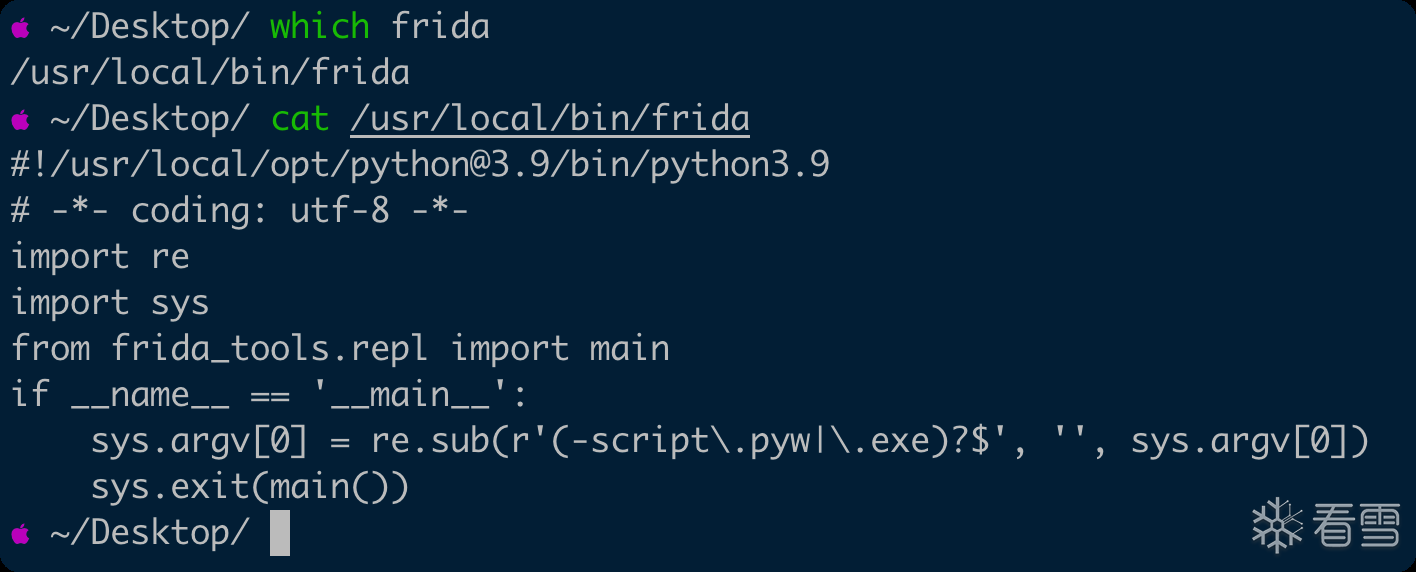 ~/Desktop/ which frida
/usr/local/bin/frida
~/Desktop/ cat /usr/local/bin/frida
#!/usr/local/opt/python@3.9/bin/python3.9
# -*- coding: utf-8 -*-
import re
import sys
from frida_tools.repl import main
if __name__ == '__main__':
    sys.argv[0] = re.sub(r'(-script\.pyw|\.exe)?$', '', sys.argv[0])
    sys.exit(main())
~/Desktop/
看雪